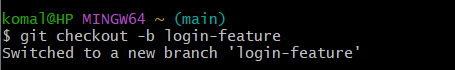 komal@HP MINGW64 ~ (main)
$ git checkout -b login-feature
Switched to a new branch 'login-feature'